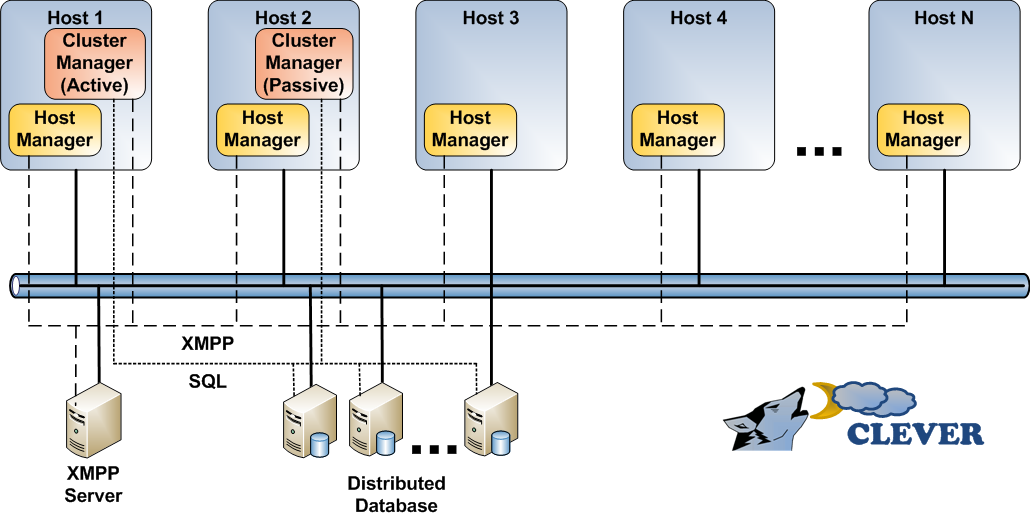 Host 1
Host 2
Host 3
Host 4
Host N
Cluster
Manager
(Active)
Cluster
Manager
(Passive)
Host
Manager
Host
Manager
Host
Manager
Host
Manager
Host
Manager
XMPP
SQL
CLEVER
XMPP
Server
Distributed
Database